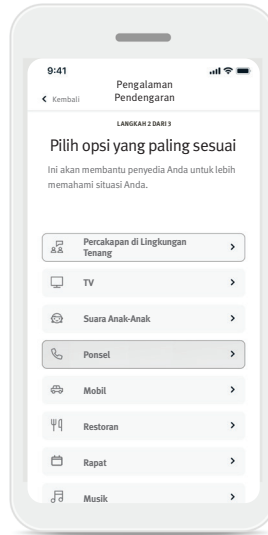 9:41
Kembali
Pengalaman
Pendengaran
LANGKAH 2 DARI 3
Pilih opsi yang paling sesuai
Ini akan membantu penyedia Anda untuk lebih
memahami situasi Anda.
Percakapan di Lingkungan
Tenang
TV
Suara Anak-Anak
Ponsel
Mobil
Restoran
Rapat
Musik